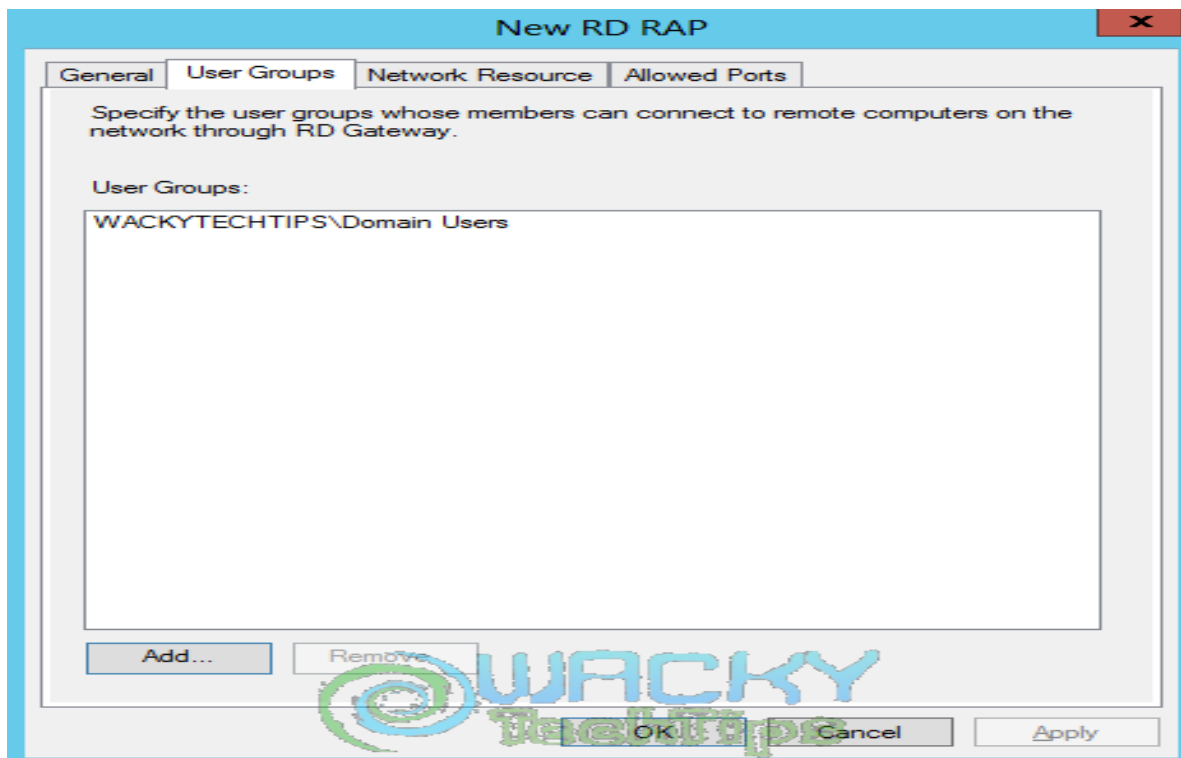 New RD RAP
x
General
User Groups
Network Resource
Allowed Ports
Specify the user groups whose members can connect to remote computers on the
network through RD Gateway.
User Groups:
WACKYTECHTIPS\Domain Users
Add...
Remove
WACKY
TechTips
OK
Cancel
Apply